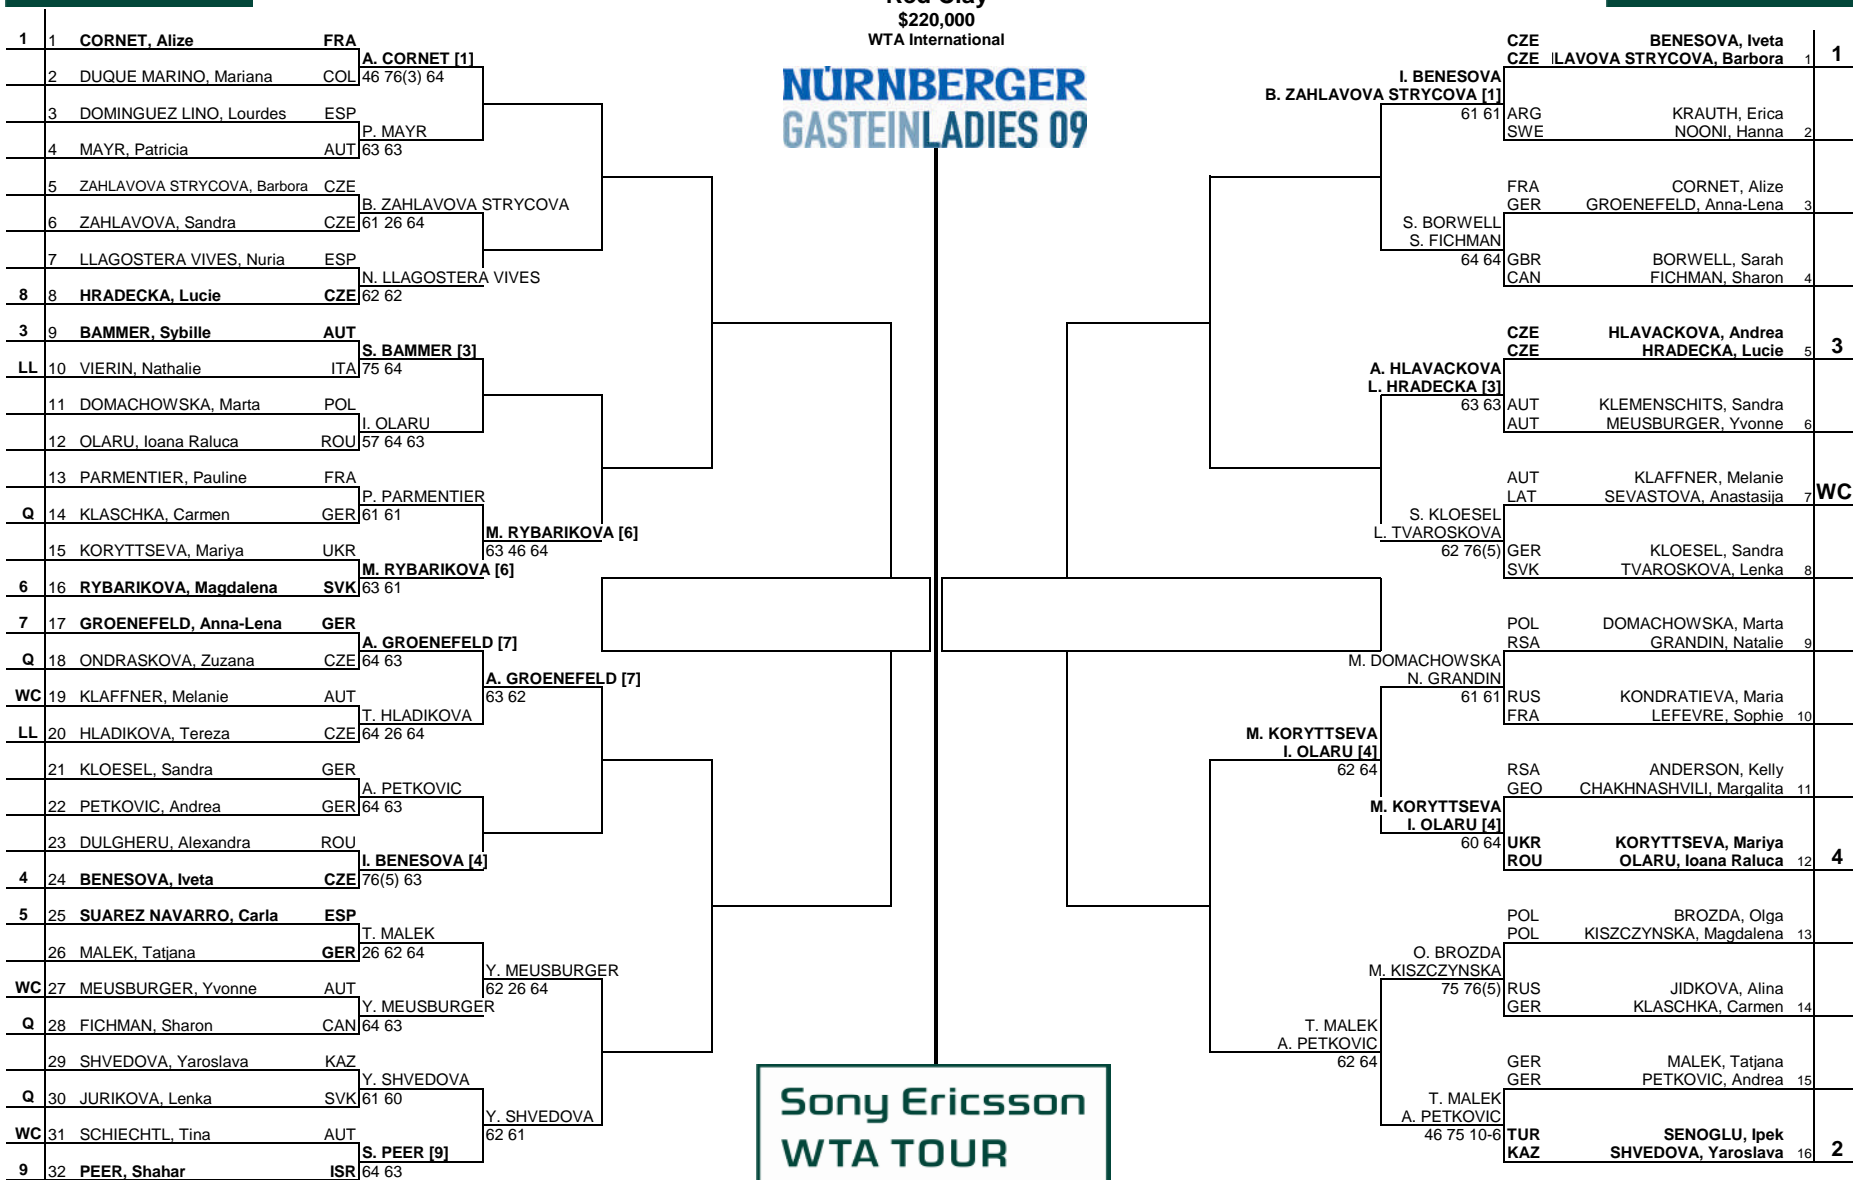 $220,000
WTA International
NÜRNBERGER
GASTEINLADIES 09
1 1 CORNET, Alize FRA
A. CORNET [1]
2 DUQUE MARINO, Mariana COL 46 76(3) 64
3 DOMINGUEZ LINO, Lourdes ESP
P. MAYR
4 MAYR, Patricia AUT 63 63
5 ZAHLAVOVA STRYCOVA, Barbora CZE
B. ZAHLAVOVA STRYCOVA
6 ZAHLAVOVA, Sandra CZE 61 26 64
7 LLAGOSTERA VIVES, Nuria ESP
N. LLAGOSTERA VIVES
8 8 HRADECKA, Lucie CZE 62 62
3 9 BAMMER, Sybille AUT
S. BAMMER [3]
LL 10 VIERIN, Nathalie ITA 75 64
11 DOMACHOWSKA, Marta POL
I. OLARU
12 OLARU, Ioana Raluca ROU 57 64 63
13 PARMENTIER, Pauline FRA
P. PARMENTIER
Q 14 KLASCHKA, Carmen GER 61 61
M. RYBARIKOVA [6]
15 KORYTTSEVA, Mariya UKR 63 46 64
M. RYBARIKOVA [6]
6 16 RYBARIKOVA, Magdalena SVK 63 61
7 17 GROENEFELD, Anna-Lena GER
A. GROENEFELD [7]
Q 18 ONDRASKOVA, Zuzana CZE 64 63
A. GROENEFELD [7]
WC 19 KLAFFNER, Melanie AUT 63 62
T. HLADIKOVA
LL 20 HLADIKOVA, Tereza CZE 64 26 64
21 KLOESEL, Sandra GER
A. PETKOVIC
22 PETKOVIC, Andrea GER 64 63
23 DULGHERU, Alexandra ROU
I. BENESOVA [4]
4 24 BENESOVA, Iveta CZE 76(5) 63
5 25 SUAREZ NAVARRO, Carla ESP
T. MALEK
26 MALEK, Tatjana GER 26 62 64
Y. MEUSBURGER
WC 27 MEUSBURGER, Yvonne AUT 62 26 64
Y. MEUSBURGER
Q 28 FICHMAN, Sharon CAN 64 63
29 SHVEDOVA, Yaroslava KAZ
Y. SHVEDOVA
Q 30 JURIKOVA, Lenka SVK 61 60
Y. SHVEDOVA
WC 31 SCHIECHTL, Tina AUT 62 61
S. PEER [9]
9 32 PEER, Shahar ISR 64 63
CZE BENESOVA, Iveta
CZE LAVOVA STRYCOVA, Barbora 1 1
I. BENESOVA
B. ZAHLAVOVA STRYCOVA [1]
61 61 ARG KRAUTH, Erica
SWE NOONI, Hanna 2
FRA CORNET, Alize
GER GROENEFELD, Anna-Lena 3
S. BORWELL
S. FICHMAN
64 64 GBR BORWELL, Sarah
CAN FICHMAN, Sharon 4
CZE HLAVACKOVA, Andrea
CZE HRADECKA, Lucie 5 3
A. HLAVACKOVA
L. HRADECKA [3]
63 63 AUT KLEMENSCHITS, Sandra
AUT MEUSBURGER, Yvonne 6
AUT KLAFFNER, Melanie
LAT SEVASTOVA, Anastasija 7 WC
S. KLOESEL
L. TVAROSKOVA
62 76(5) GER KLOESEL, Sandra
SVK TVAROSKOVA, Lenka 8
POL DOMACHOWSKA, Marta
RSA GRANDIN, Natalie 9
M. DOMACHOWSKA
N. GRANDIN
61 61 RUS KONDRATIEVA, Maria
FRA LEFEVRE, Sophie 10
M. KORYTTSEVA
I. OLARU [4]
62 64 RSA ANDERSON, Kelly
GEO CHAKHNASHVILI, Margalita 11
M. KORYTTSEVA
I. OLARU [4]
60 64 UKR KORYTTSEVA, Mariya
ROU OLARU, Ioana Raluca 12 4
POL BROZDA, Olga
POL KISZCZYNSKA, Magdalena 13
O. BROZDA
M. KISZCZYNSKA
75 76(5) RUS JIDKOVA, Alina
GER KLASCHKA, Carmen 14
T. MALEK
A. PETKOVIC
62 64 GER MALEK, Tatjana
GER PETKOVIC, Andrea 15
T. MALEK
A. PETKOVIC
46 75 10-6 TUR SENOGLU, Ipek
KAZ SHVEDOVA, Yaroslava 16 2
Sony Ericsson
WTA TOUR